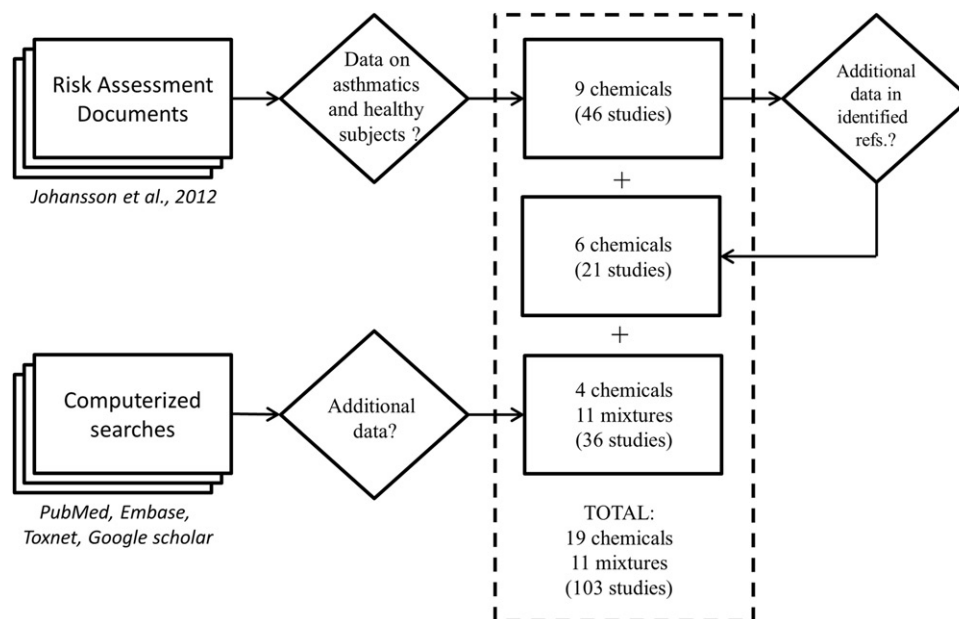 Risk Assessment
Documents
Johansson et al., 2012
Data on
asthmatics
and healthy
subjects ?
9 chemicals
(46 studies)
Additional
data in
identified
refs.?
+
6 chemicals
(21 studies)
+
Computerized
searches
PubMed, Embase,
Toxnet, Google scholar
Additional
data?
4 chemicals
11 mixtures
(36 studies)
TOTAL:
19 chemicals
11 mixtures
(103 studies)